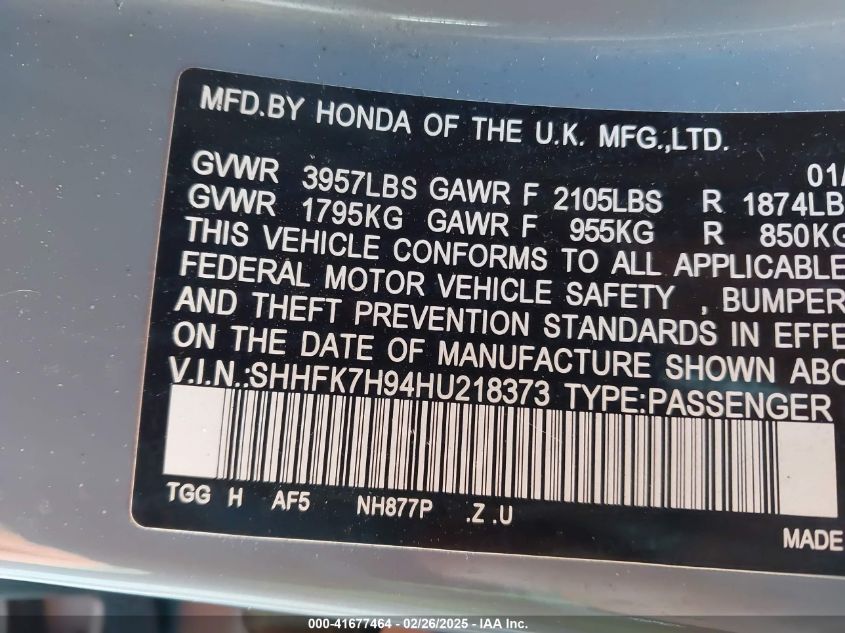 MFD.BY HONDA OF THE U.K. MFG.,LTD.
01/
GVWR 3957LBS GAWR F 2105LBS R 1874LB
GVWR 1795KG GAWR F 955KG R 850KG
THIS VEHICLE CONFORMS TO ALL APPLICABLE
FEDERAL MOTOR VEHICLE SAFETY , BUMPER
AND THEFT PREVENTION STANDARDS IN EFFE
ON THE DATE OF MANUFACTURE SHOWN ABO
V.I.N.:SHHFK7H94HU218373 TYPE:PASSENGER
TGG H AF5 NH877P .Z .U
MADE
000-41677464 - 02/26/2025 - IAA Inc.